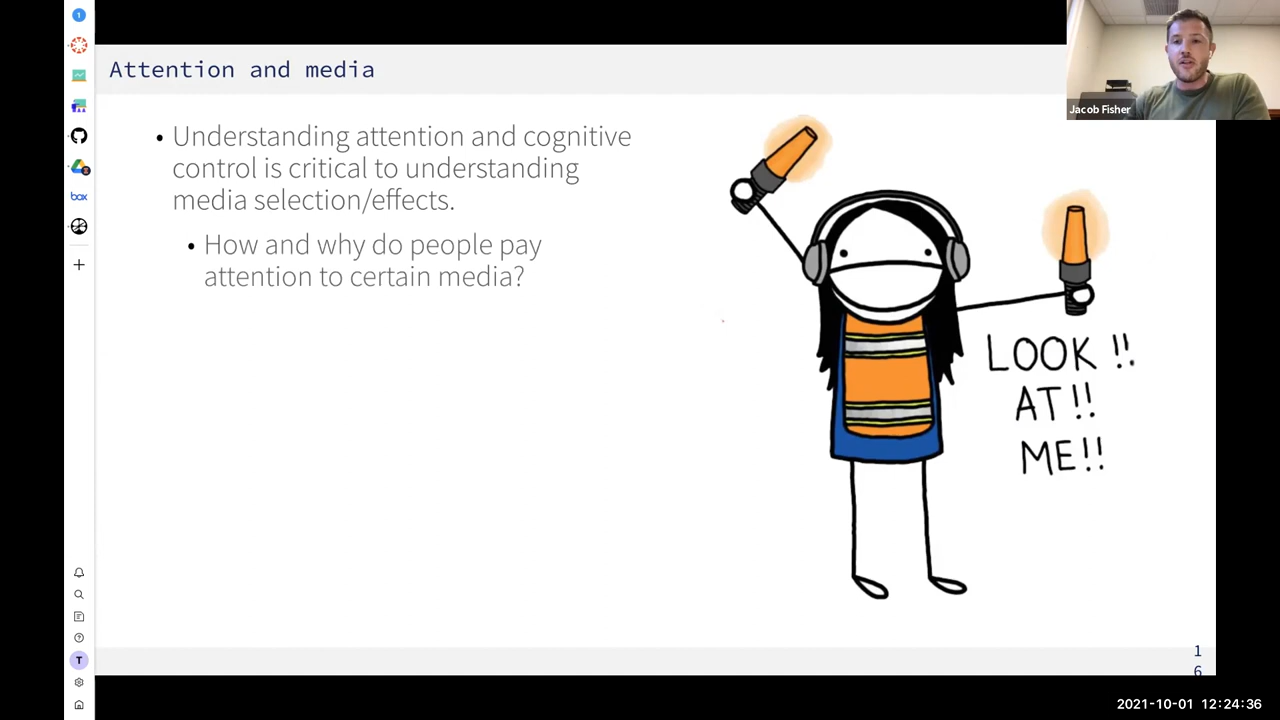 1
Attention and media
Jacob Fisher
• Understanding attention and cognitive
control is critical to understanding
media selection/effects.
• How and why do people pay
attention to certain media?
LOOK !!
AT!!
ME!!
box
T
1
6
2021-10-01 12:24:36